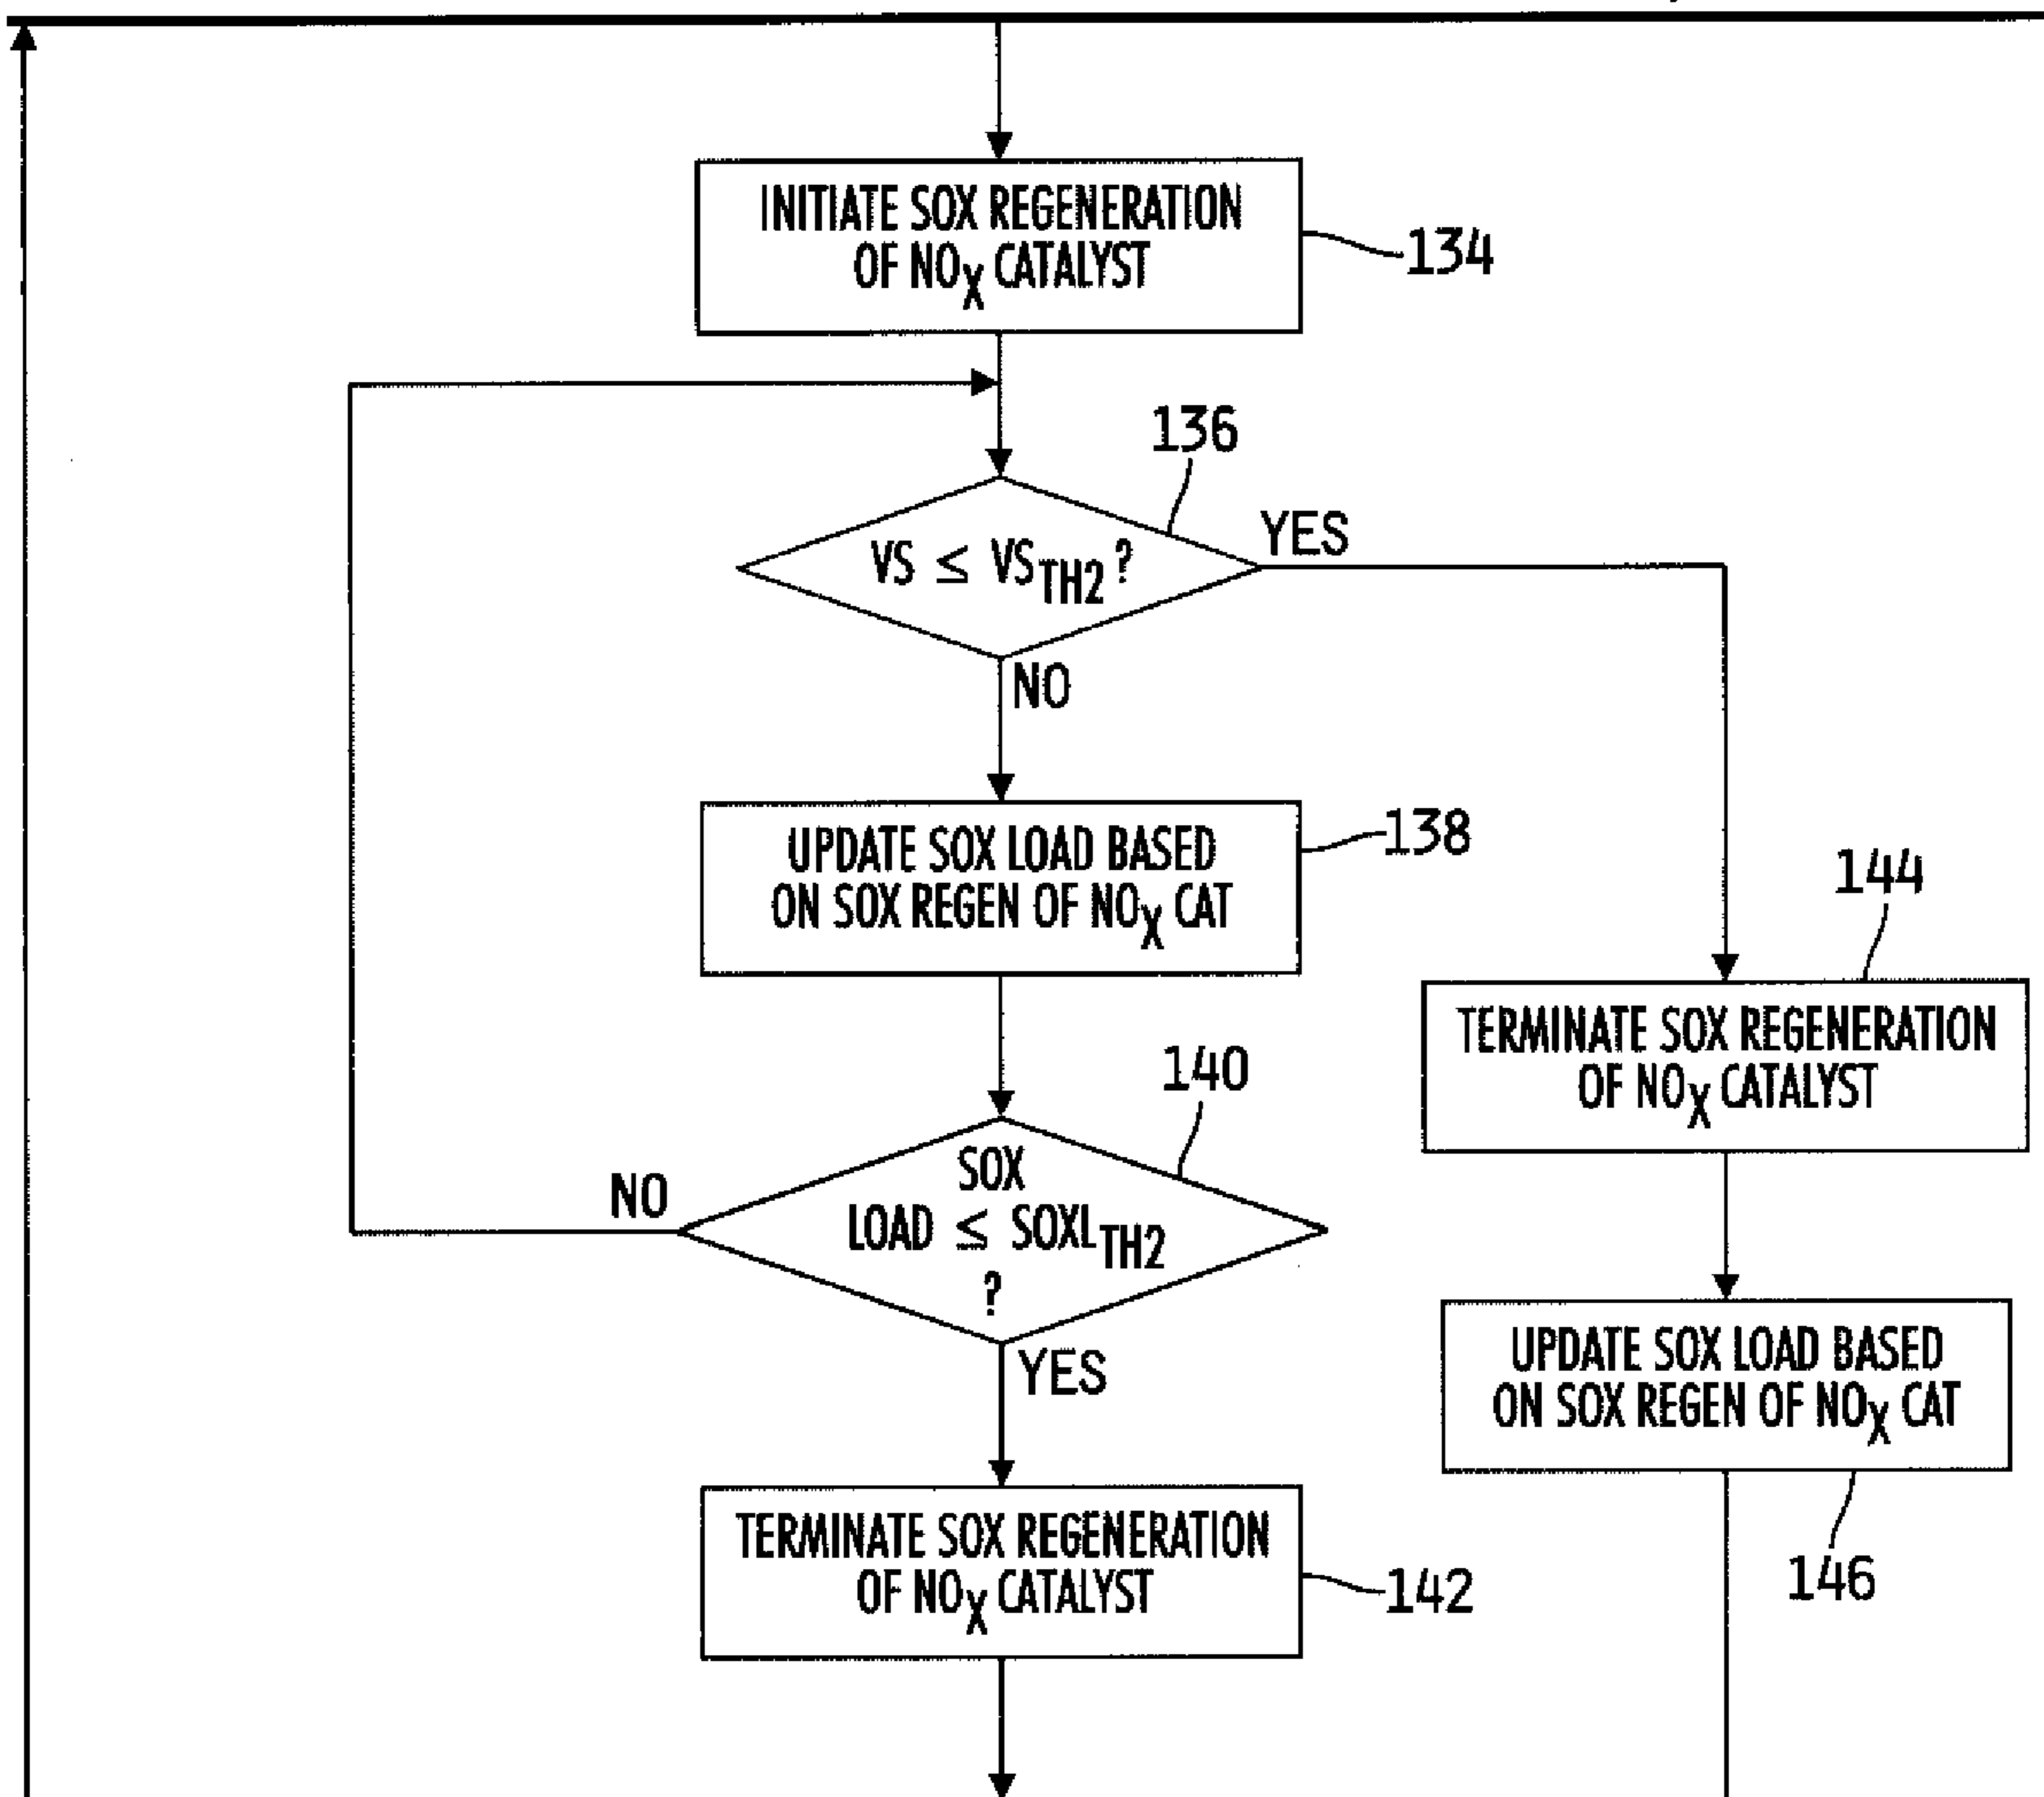 INITIATE SOX REGENERATION
OF NOX CATALYST
134
136
VS ≤ VSTH2 ?
YES
NO
UPDATE SOX LOAD BASED
ON SOX REGEN OF NOX CAT
138
144
TERMINATE SOX REGENERATION
OF NOX CATALYST
140
SOX
LOAD ≤ SOXLTH2
?
NO
YES
UPDATE SOX LOAD BASED
ON SOX REGEN OF NOX CAT
146
TERMINATE SOX REGENERATION
OF NOX CATALYST
142